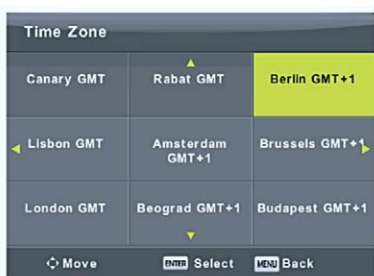 Time Zone
Canary GMT
Rabat GMT
Berlin GMT+1
Lisbon GMT
Amsterdam
GMT+1
Brussels GMT+1
London GMT
Beograd GMT+1
Budapest GMT+1
Move
ENTER Select
MENU Back